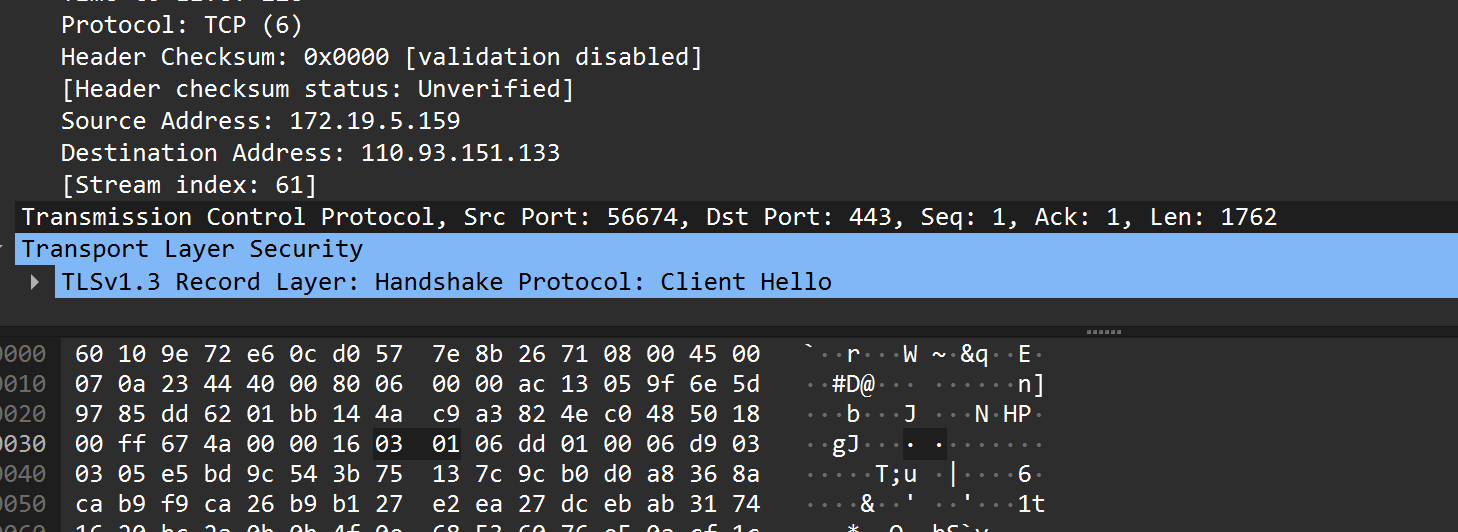 Protocol: TCP (6)
Header Checksum: 0x0000 [validation disabled]
[Header checksum status: Unverified]
Source Address: 172.19.5.159
Destination Address: 110.93.151.133
[Stream index: 61]
Transmission Control Protocol, Src Port: 56674, Dst Port: 443, Seq: 1, Ack: 1, Len: 1762
Transport Layer Security
TLSv1.3 Record Layer: Handshake Protocol: Client Hello
0000 60 10 9e 72 e6 0c d0 57 7e 8b 26 71 08 00 45 00 `··r···W ~·&q··E·
0010 07 0a 23 44 40 00 80 06 00 00 ac 13 05 9f 6e 5d ··#D@··· ······n]
0020 97 85 dd 62 01 bb 14 4a c9 a3 82 4e c0 48 50 18 ···b···J ···N·HP·
0030 00 ff 67 4a 00 00 16 03 01 06 dd 01 00 06 d9 03 ··gJ···· ········
0040 03 05 e5 bd 9c 54 3b 75 13 7c 9c b0 d0 a8 36 8a ·····T;u ·|····6·
0050 ca b9 f9 ca 26 b9 b1 27 e2 ea 27 dc eb ab 31 74 ····&··' ··'···1t